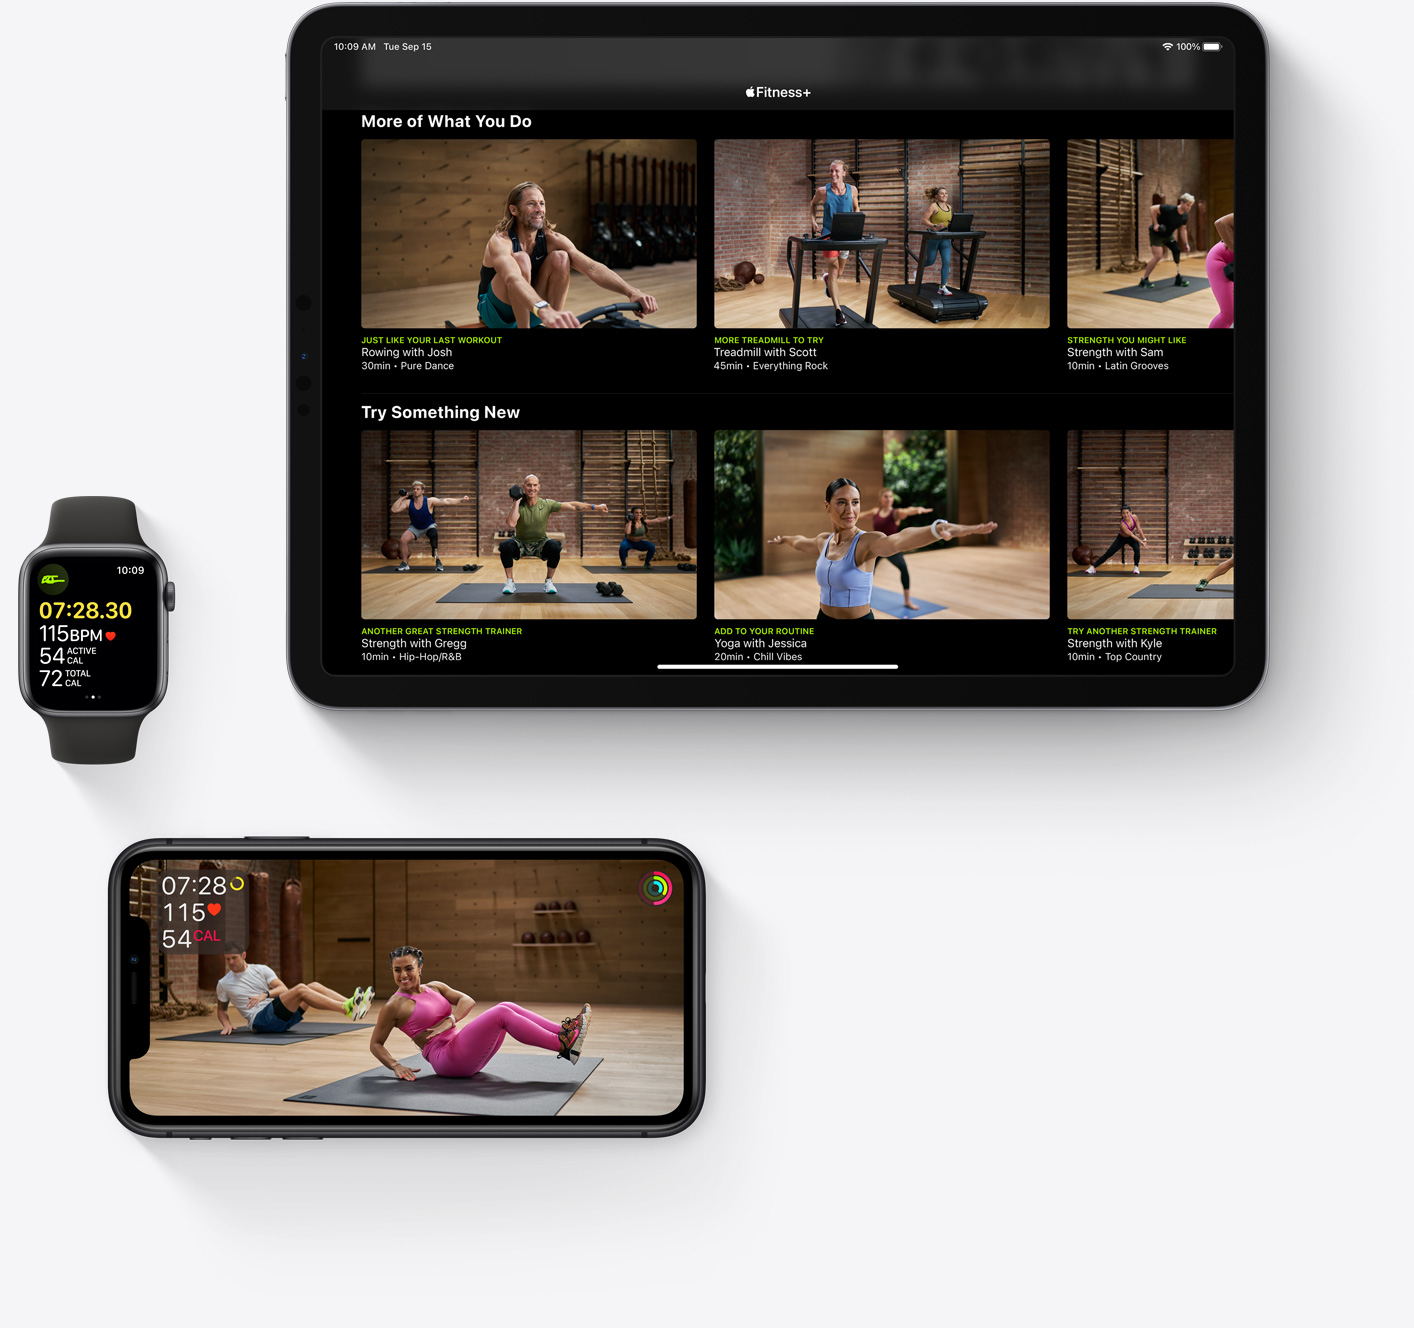 10:09 AM Tue Sep 15
100%
Fitness+
More of What You Do
JUST LIKE YOUR LAST WORKOUT
Rowing with Josh
30min • Pure Dance
MORE TREADMILL TO TRY
Treadmill with Scott
45min • Everything Rock
STRENGTH YOU MIGHT LIKE
Strength with Sam
10min • Latin Grooves
Try Something New
ANOTHER GREAT STRENGTH TRAINER
Strength with Gregg
10min • Hip-Hop/R&B
ADD TO YOUR ROUTINE
Yoga with Jessica
20min • Chill Vibes
TRY ANOTHER STRENGTH TRAINER
Strength with Kyle
10min • Top Country
10:09
07:28.30
115BPM
54 ACTIVE CAL
72 TOTAL CAL
07:28
115
54CAL